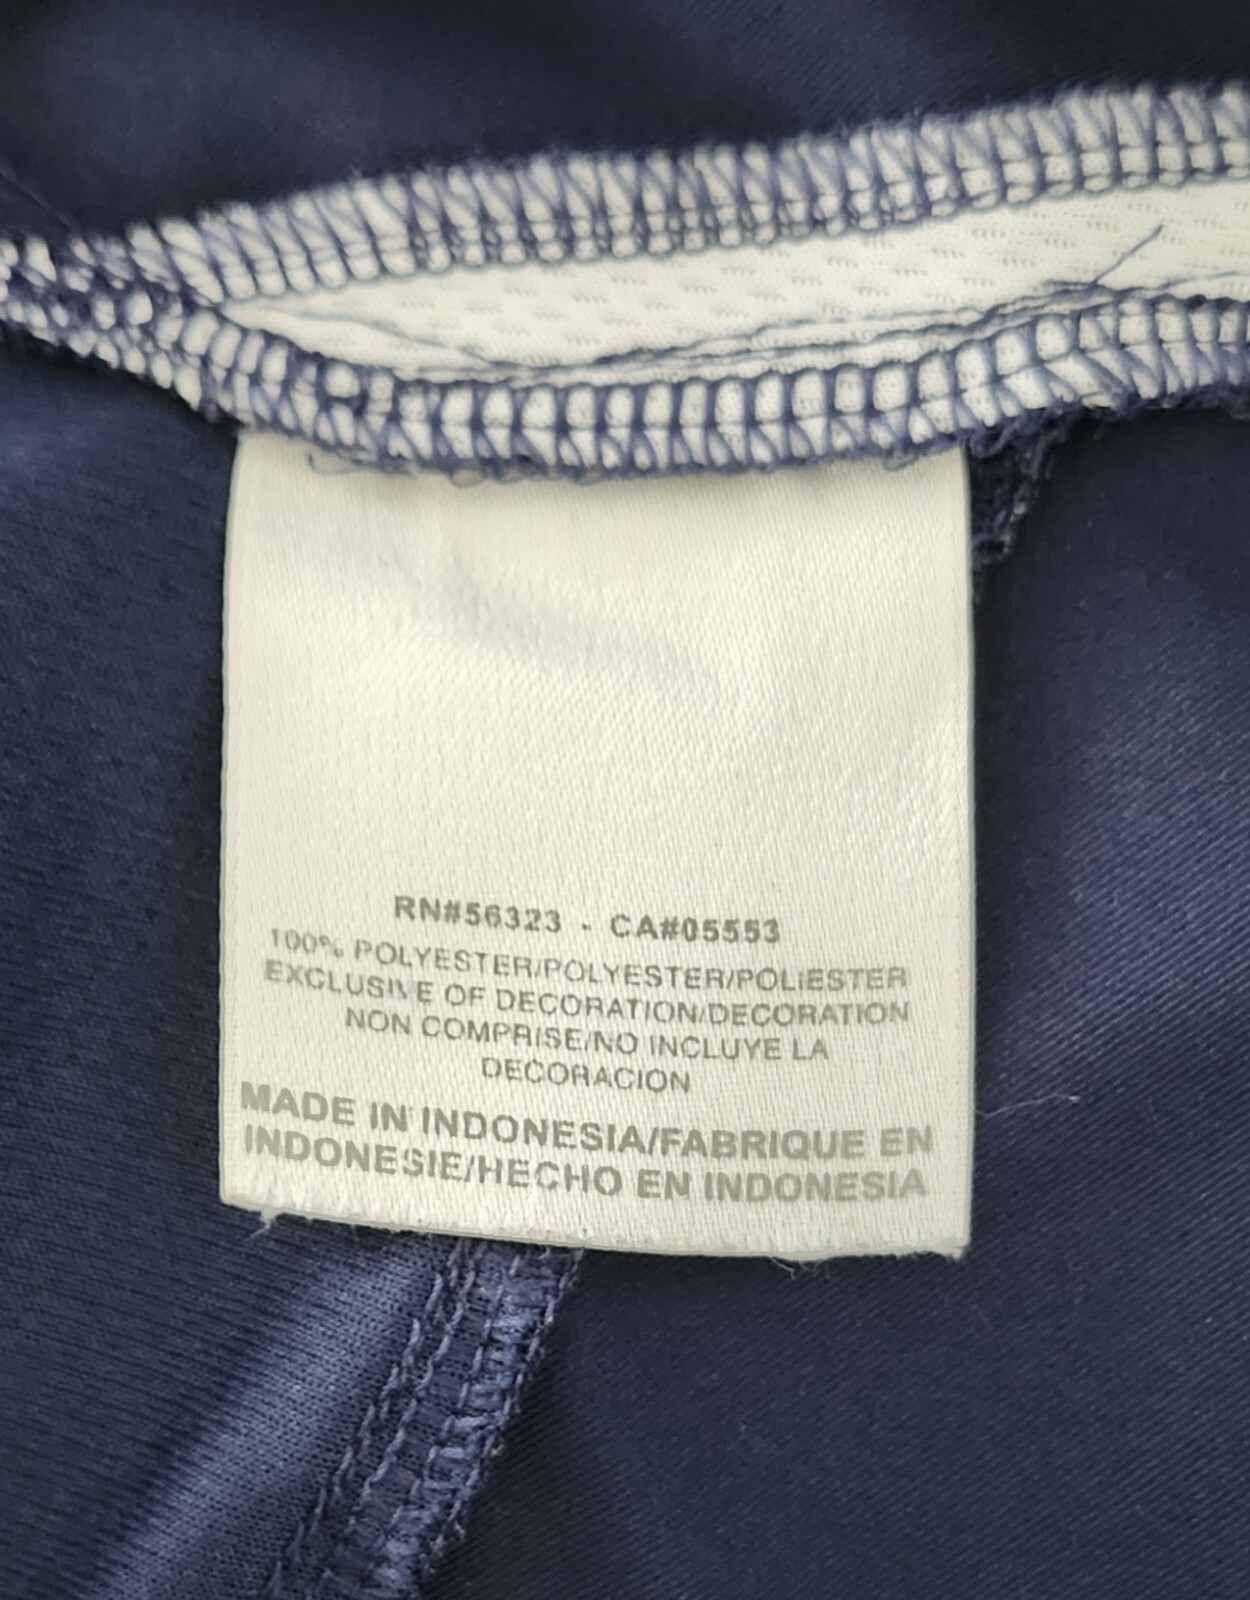 RN#56323 - CA#05553
100% POLYESTER/POLYESTER/POLIESTER
EXCLUSIVE OF DECORATION/DECORATION
NON COMPRISE/NO INCLUYE LA
DECORACION
MADE IN INDONESIA/FABRIQUE EN
INDONESIE/HECHO EN INDONESIA